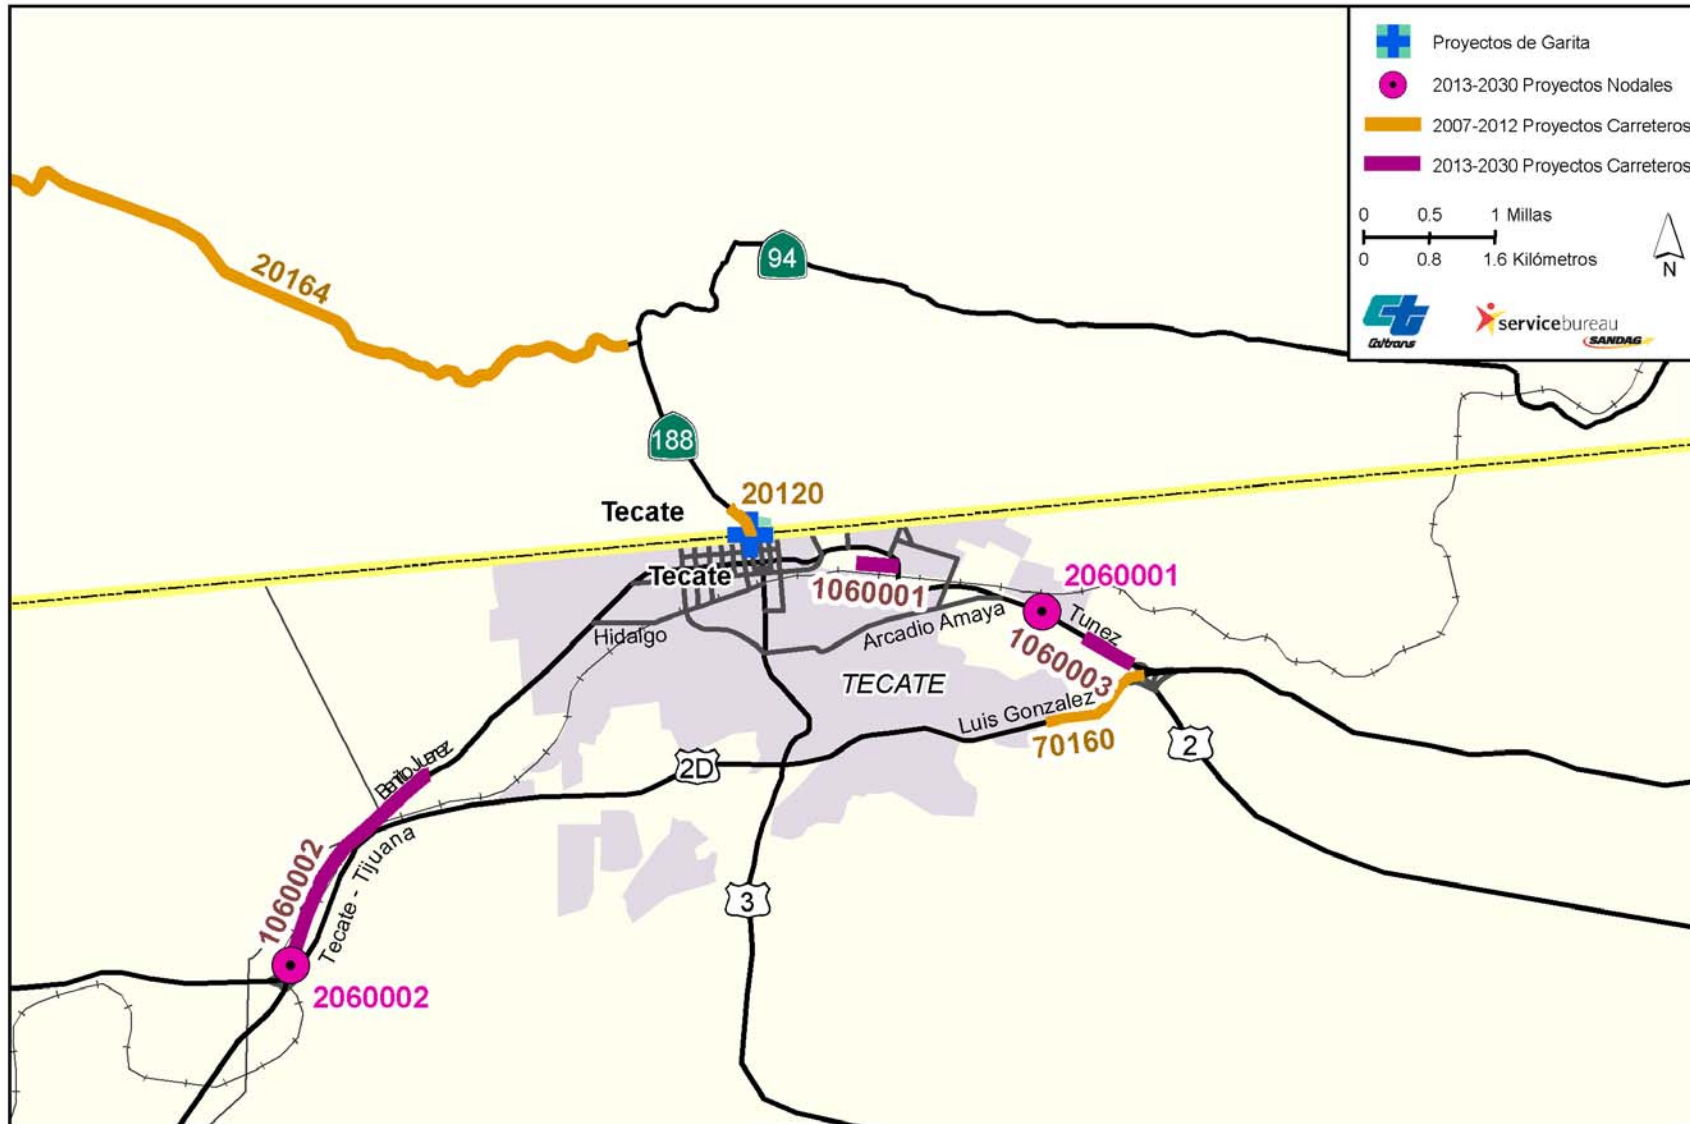 Proyectos de Garita
2013-2030 Proyectos Nodales
2007-2012 Proyectos Carreteros
2013-2030 Proyectos Carreteros
0 0.5 1 Millas
0 0.8 1.6 Kilómetros
N
Caltrans
servicebureau
SANDAG
94
20164
188
20120
Tecate
Tecate
2060001
1060001
Tunez
Arcadio Amaya
Hidalgo
1060003
TECATE
Luis Gonzalez
70160
2
2D
Benito Juarez
Tecate - Tijuana
1060002
3
2060002